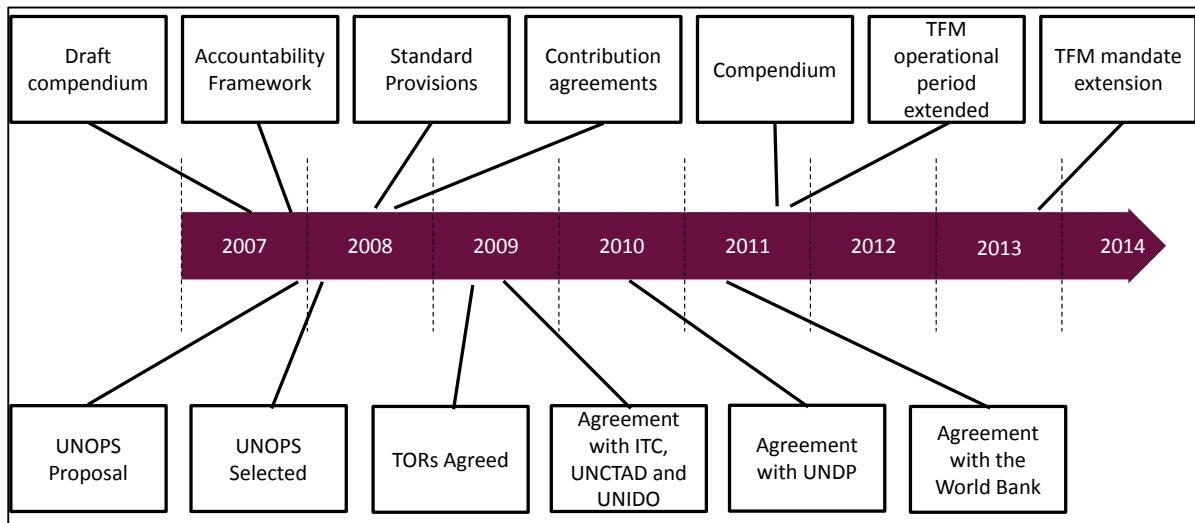 Draft
compendium
Accountability
Framework
Standard
Provisions
Contribution
agreements
Compendium
TFM
operational
period
extended
TFM mandate
extension
2007
2008
2009
2010
2011
2012
2013
2014
UNOPS
Proposal
UNOPS
Selected
TORs Agreed
Agreement
with ITC,
UNCTAD and
UNIDO
Agreement
with UNDP
Agreement
with the
World Bank